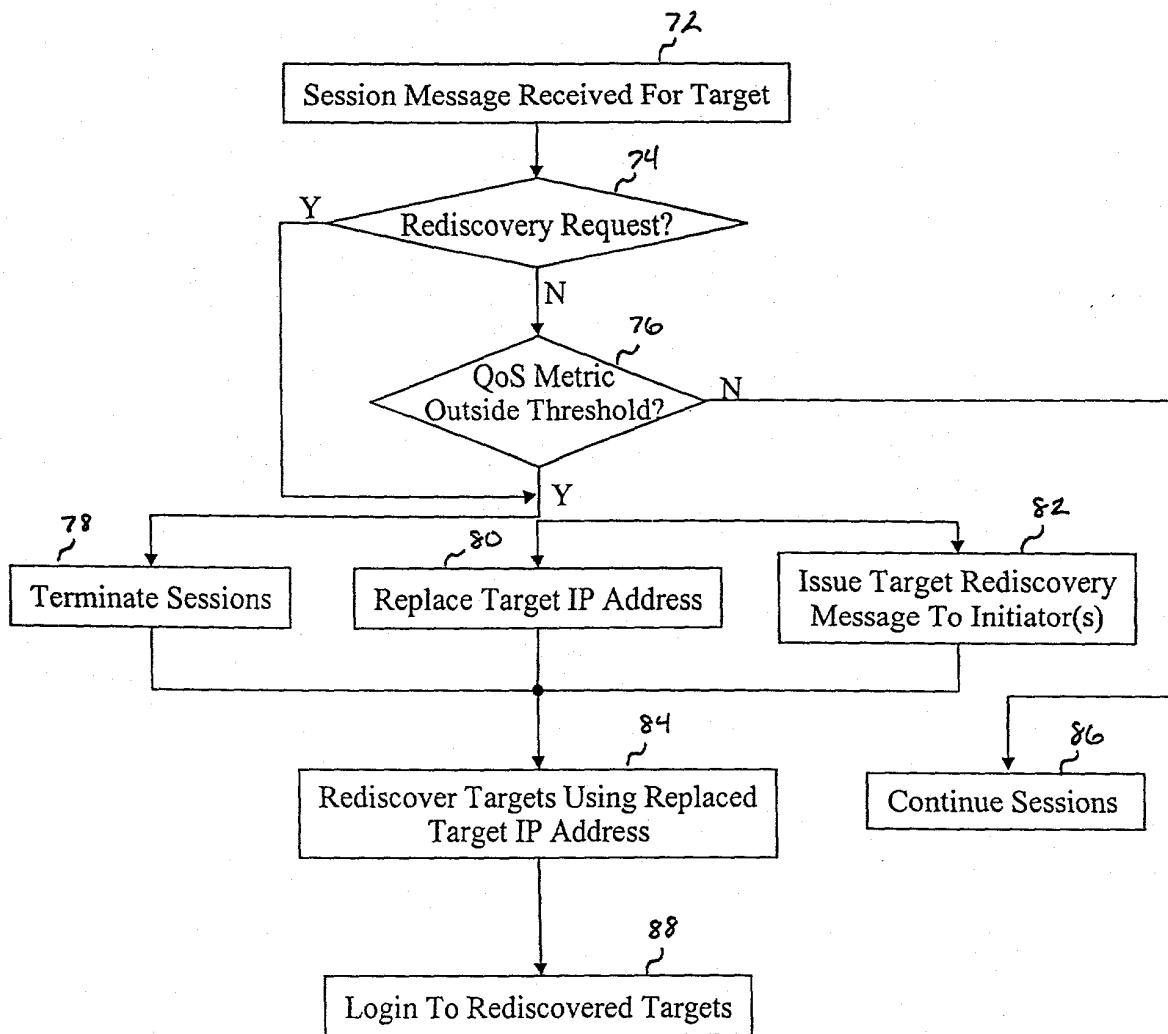 72
Session Message Received For Target
74
Y
Rediscovery Request?
N
76
QoS Metric
Outside Threshold?
N
Y
78
80
82
Terminate Sessions
Replace Target IP Address
Issue Target Rediscovery
Message To Initiator(s)
84
86
Rediscover Targets Using Replaced
Target IP Address
Continue Sessions
88
Login To Rediscovered Targets